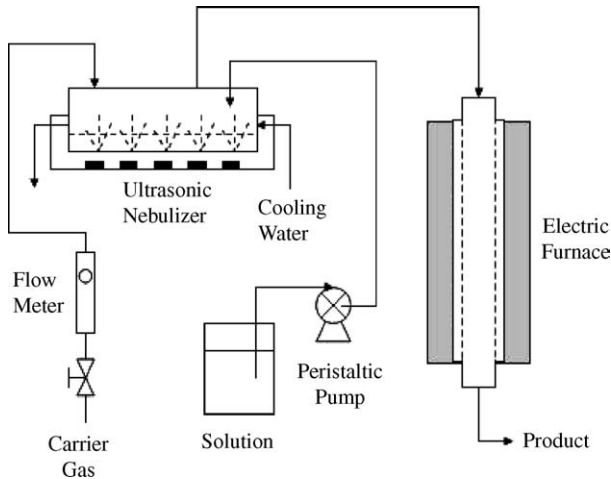 Ultrasonic
Nebulizer
Cooling
Water
Electric
Furnace
Flow
Meter
Peristaltic
Pump
Solution
Carrier
Gas
Product